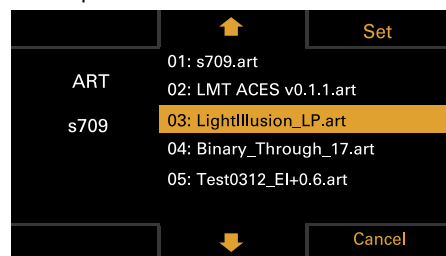 Set
ART
s709
01: s709.art
02: LMT ACES v0.1.1.art
03: LightIllusion_LP.art
04: Binary_Through_17.art
05: Test0312_EI+0.6.art
Cancel